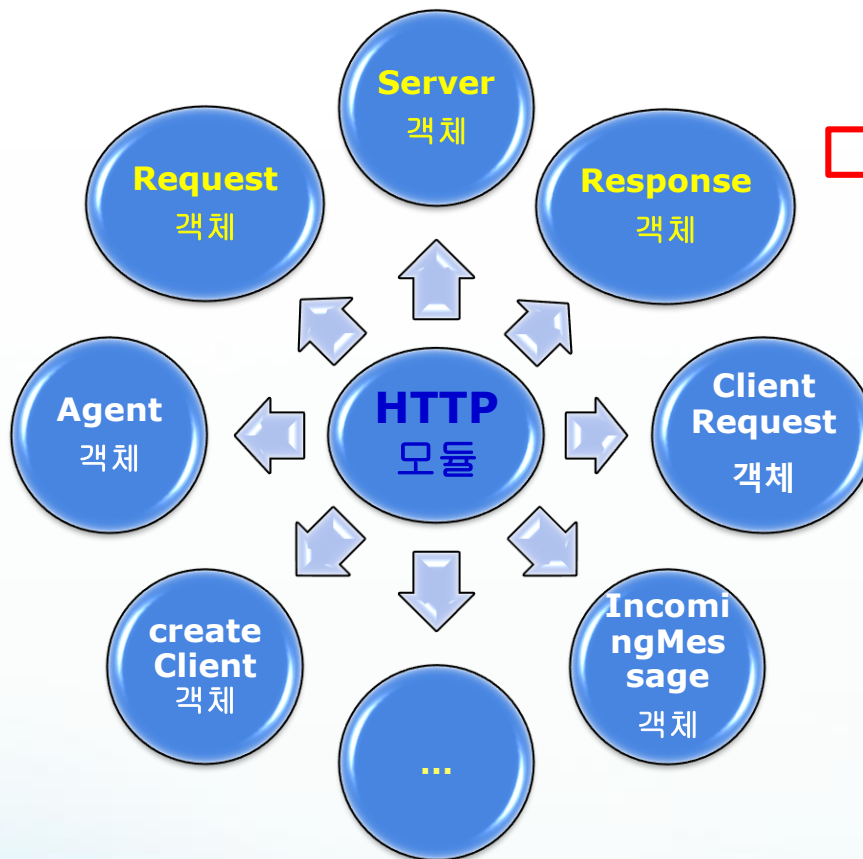 Server
객체
Request
객체
Response
객체
Agent
객체
HTTP
모듈
Client
Request
객체
create
Client
객체
Incomi
ngMes
sage
객체
...